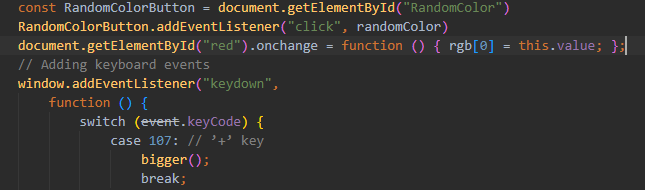 const RandomColorButton = document.getElementById("RandomColor")
RandomColorButton.addEventListener("click", randomColor)
document.getElementById("red").onchange = function () { rgb[0] = this.value; };
// Adding keyboard events
window.addEventListener("keydown",
    function () {
        switch (event.keyCode) {
            case 107: // ’+’ key
                bigger();
                break;